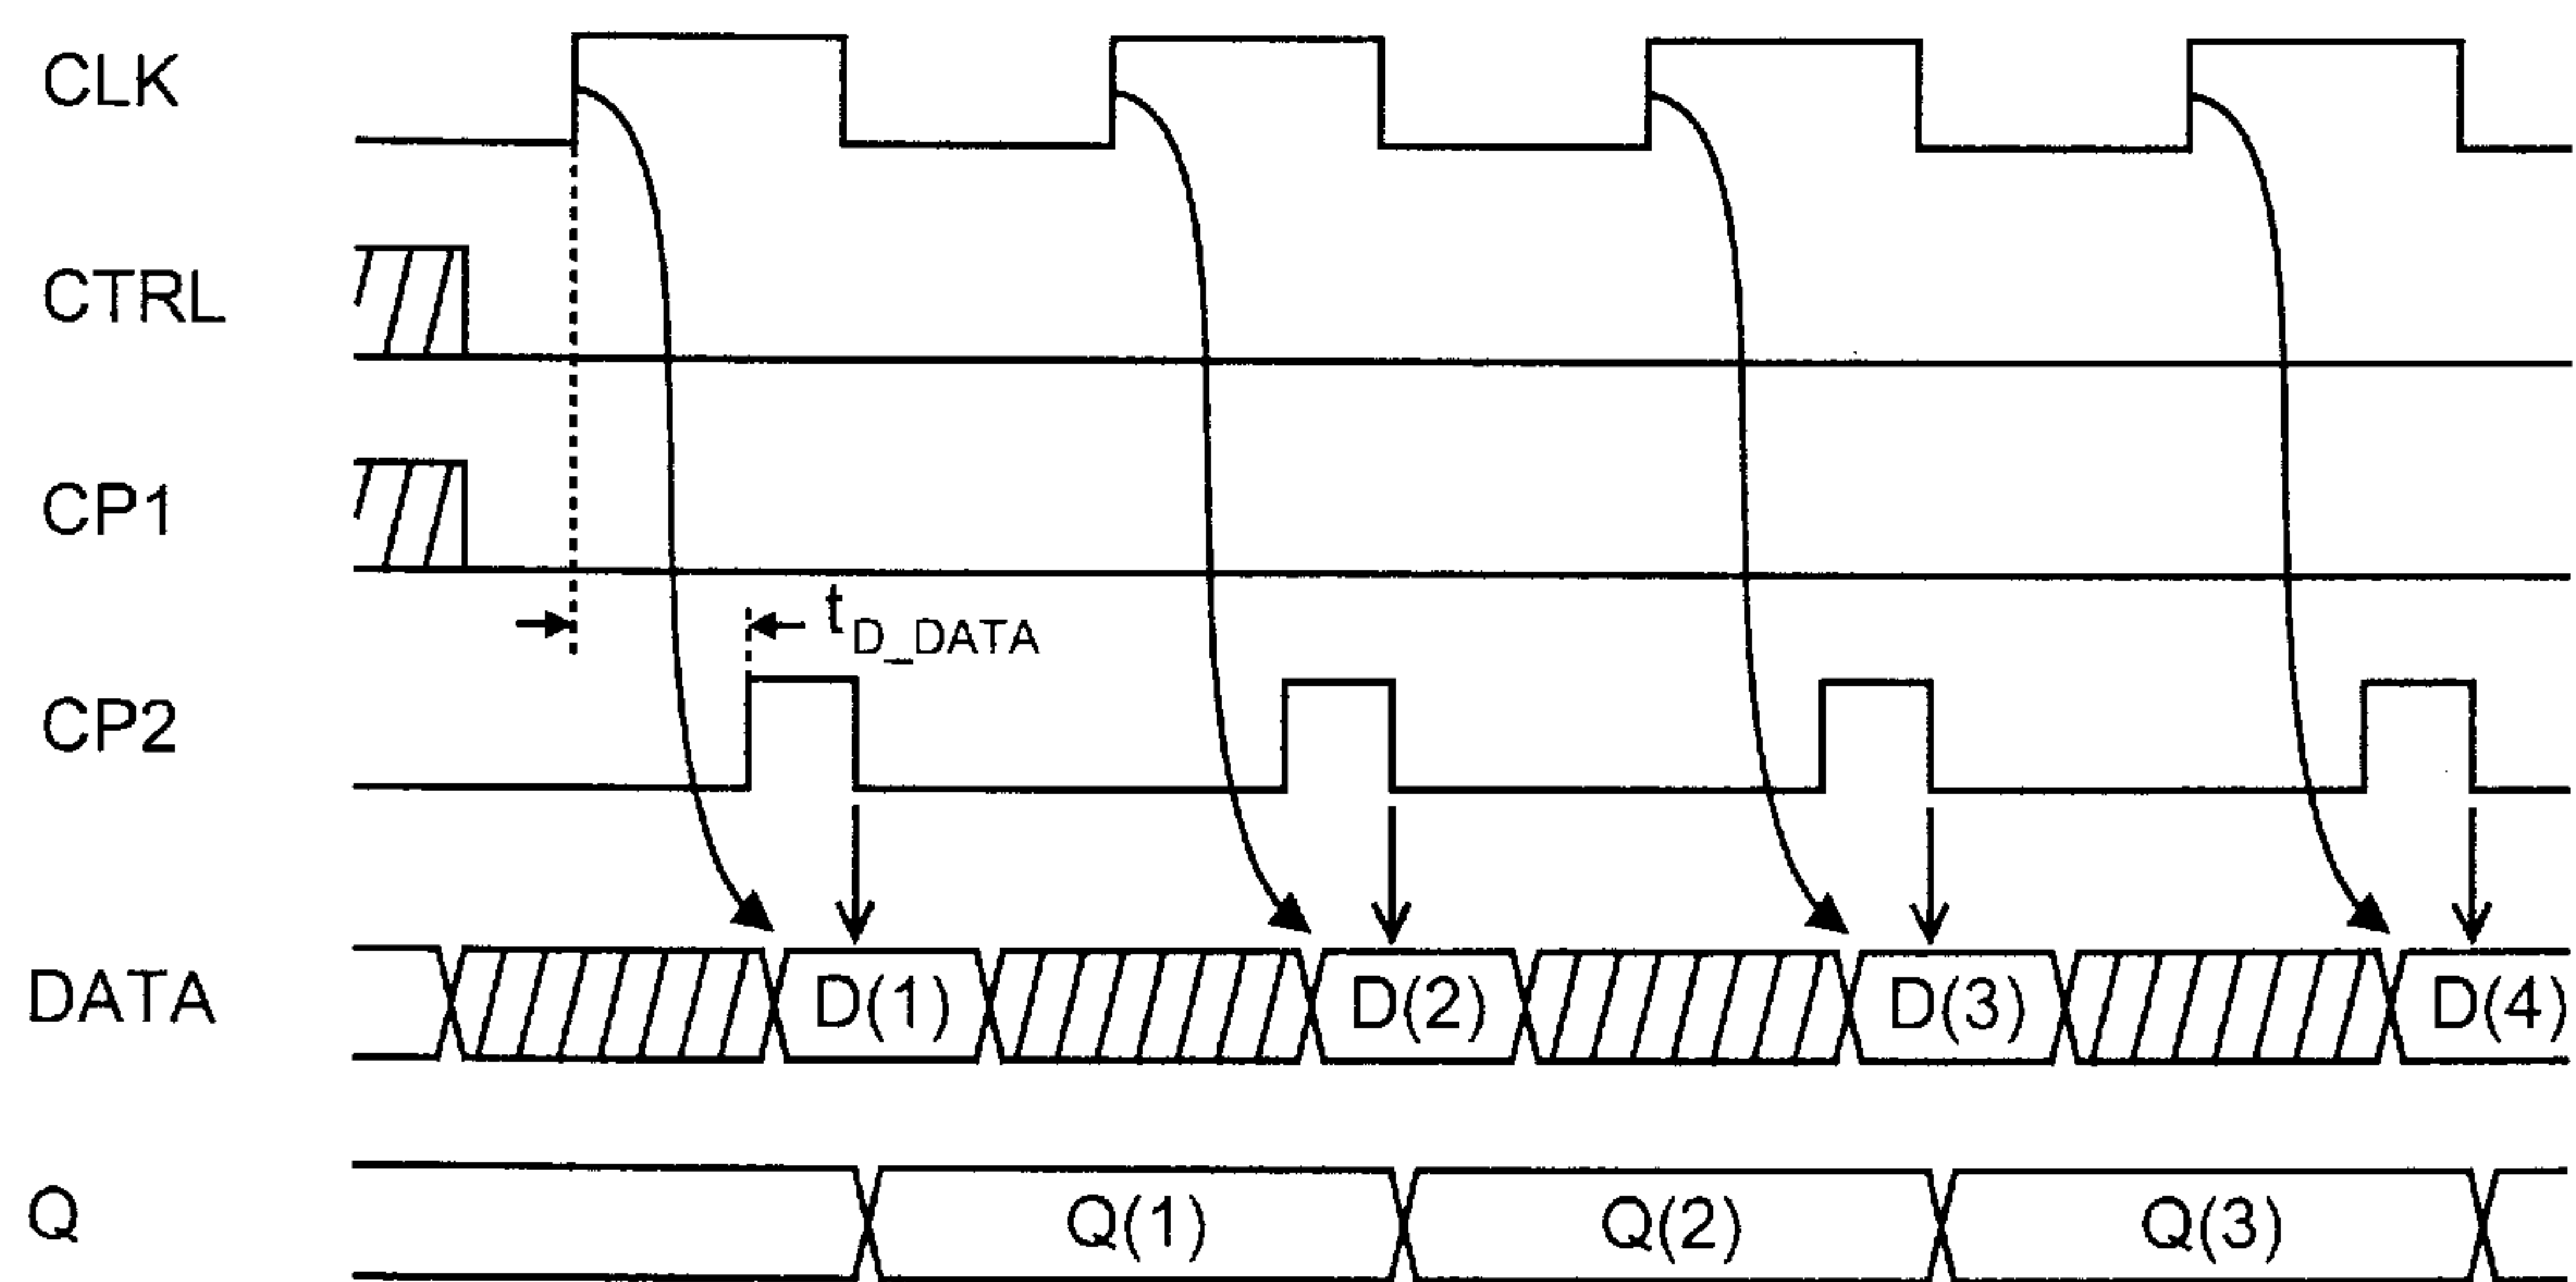 CLK
CTRL
CP1
t D_DATA
CP2
DATA D(1) D(2) D(3) D(4)
Q Q(1) Q(2) Q(3)